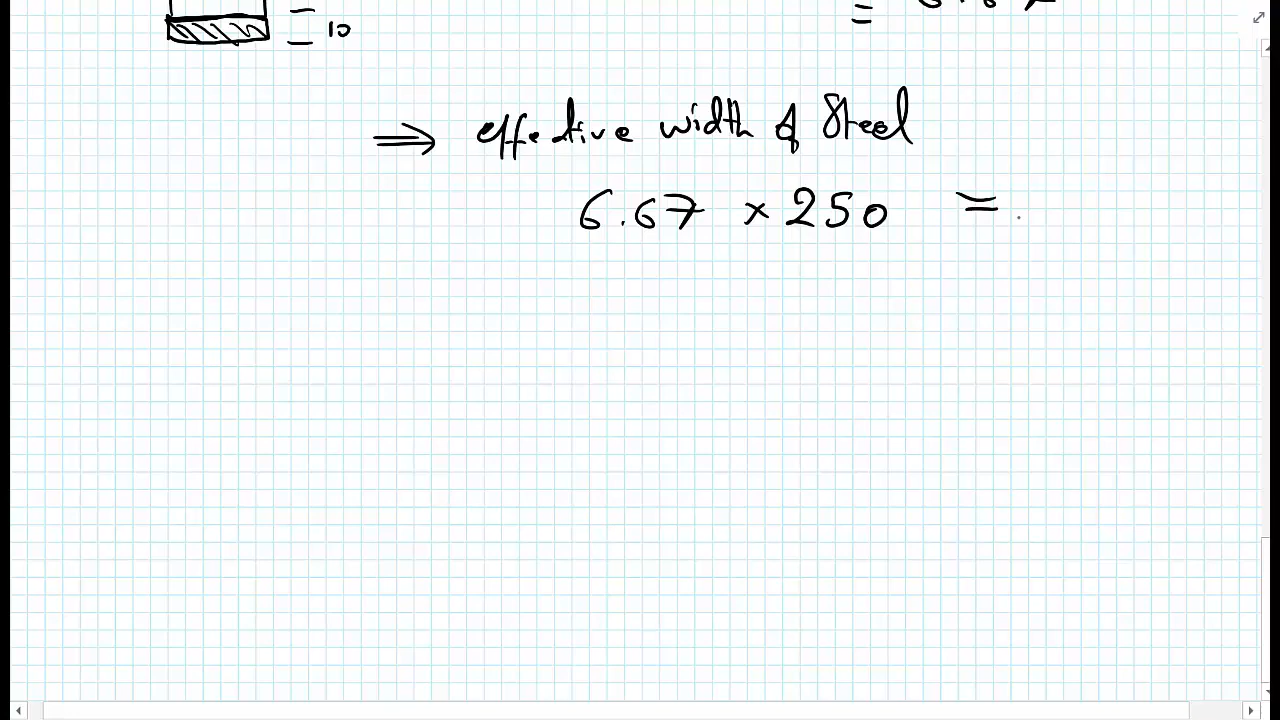 = 10
=
⇒ effective width of Steel
6.67 × 250 =